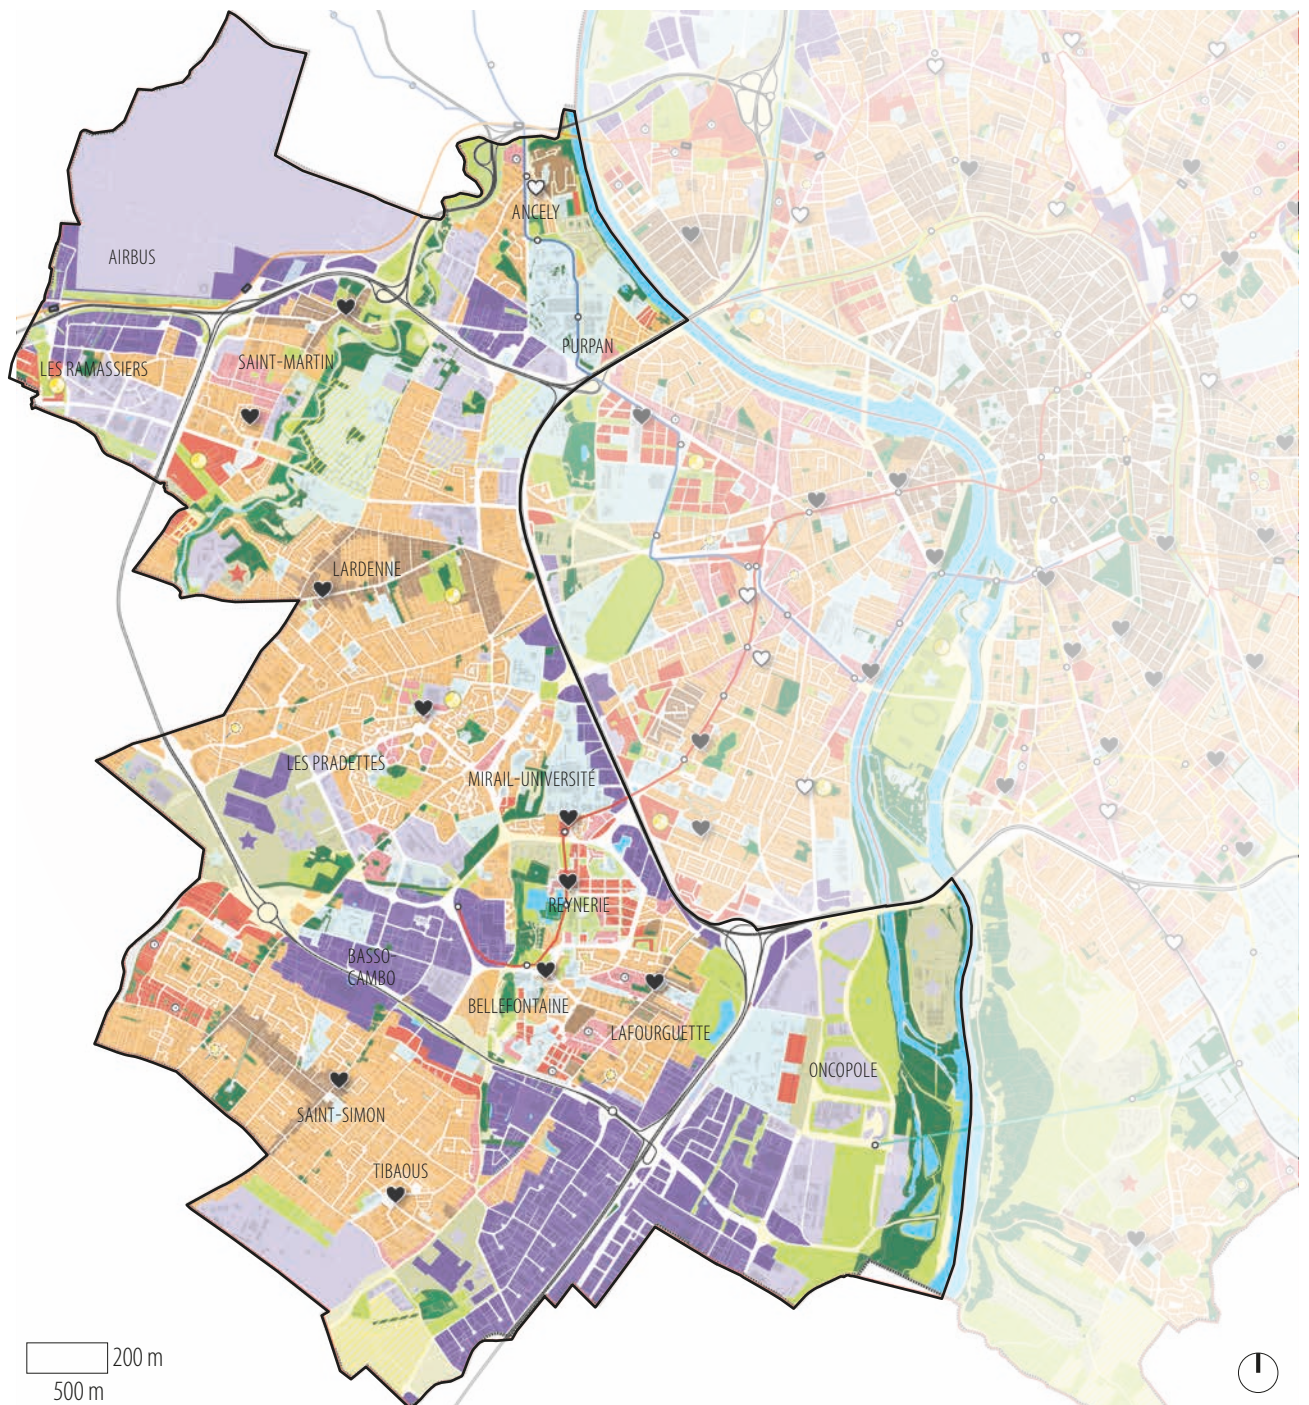 ANCELY
AIRBUS
PURPAN
SAINT-MARTIN
LES RAMASSIERS
LARDENNE
LES PRADETTES
MIRAIL-UNIVERSITÉ
REYNERIE
BASSO-
CAMBO
BELLEFONTAINE
LAFOURGUETTE
ONCOPOLE
SAINT-SIMON
TIBAOUS
200 m
500 m